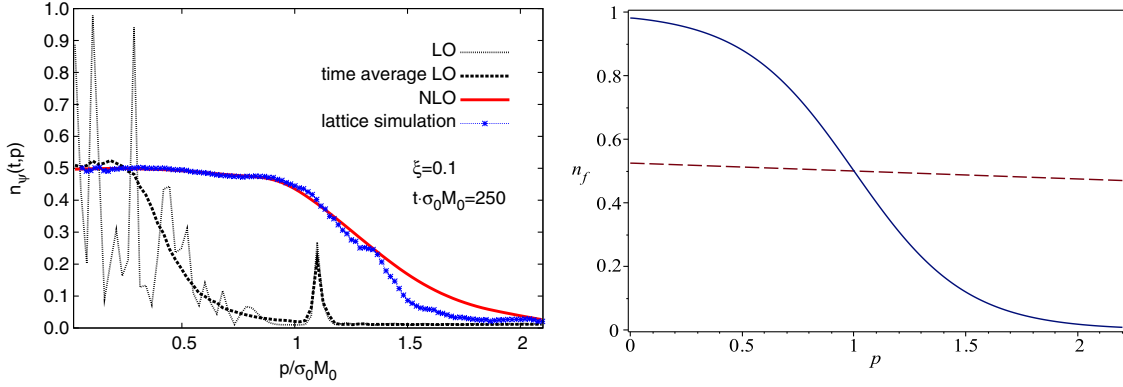 1.0
0.9
0.8
0.7
0.6
0.5
0.4
0.3
0.2
0.1
0.0
nψ(t,p)
LO
time average LO
NLO
lattice simulation
ξ=0.1
t·σ₀M₀=250
0.5 1 1.5 2
p/σ₀M₀
1
0.8
0.6
0.4
0.2
0
n_f
0 0.5 1 1.5 2
p